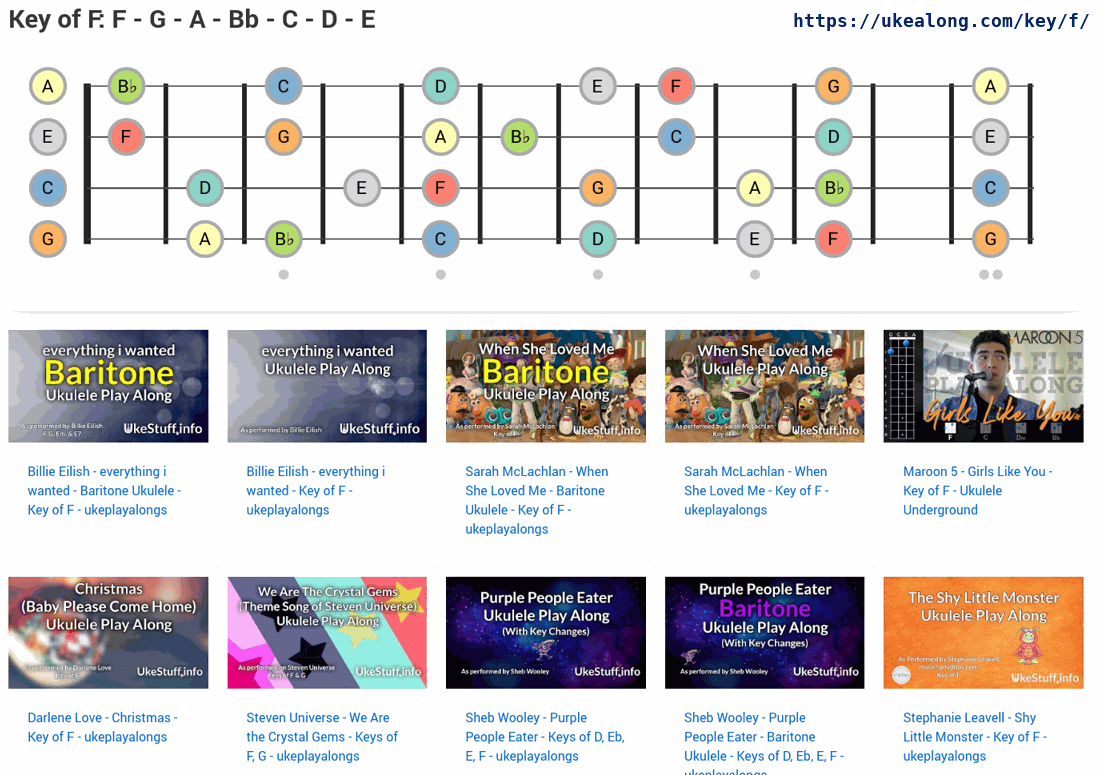 Key of F: F - G - A - Bb - C - D - E
https://ukealong.com/key/f/
A B♭ C D E F G A
E F G A B♭ C D E
C D E F G A B♭ C
G A B♭ C D E F G
everything i wanted
Baritone
Ukulele Play Along
As performed by Billie Eilish
F, G, Em, & E7
UkeStuff.info
everything i wanted
Ukulele Play Along
As performed by Billie Eilish
UkeStuff.info
When She Loved Me
Baritone
Ukulele Play Along
As performed by Sarah McLachlan
Key of F
UkeStuff.info
When She Loved Me
Ukulele Play Along
As performed by Sarah McLachlan
Key of F
UkeStuff.info
G C E A
MAROON 5
UKULELE
PLAY ALONG
Girls Like You
F C Dm Bb
Billie Eilish - everything i
wanted - Baritone Ukulele -
Key of F - ukeplayalongs
Billie Eilish - everything i
wanted - Key of F -
ukeplayalongs
Sarah McLachlan - When
She Loved Me - Baritone
Ukulele - Key of F -
ukeplayalongs
Sarah McLachlan - When
She Loved Me - Key of F -
ukeplayalongs
Maroon 5 - Girls Like You -
Key of F - Ukulele
Underground
Christmas
(Baby Please Come Home)
Ukulele Play Along
As performed by Darlene Love
Key of F
UkeStuff.info
We Are The Crystal Gems
(Theme Song of Steven Universe)
Ukulele Play Along
As performed on Steven Universe
Keys of F & G
UkeStuff.info
Purple People Eater
Ukulele Play Along
(With Key Changes)
As performed by Sheb Wooley
UkeStuff.info
Purple People Eater
Baritone
Ukulele Play Along
(With Key Changes)
As performed by Sheb Wooley
UkeStuff.info
The Shy Little Monster
Ukulele Play Along
As Performed by Stephanie Leavell
musicforkiddos.com
Key of F
UkeStuff.info
Darlene Love - Christmas -
Key of F - ukeplayalongs
Steven Universe - We Are
the Crystal Gems - Keys of
F, G - ukeplayalongs
Sheb Wooley - Purple
People Eater - Keys of D, Eb,
E, F - ukeplayalongs
Sheb Wooley - Purple
People Eater - Baritone
Ukulele - Keys of D, Eb, E, F -
ukeplayalongs
Stephanie Leavell - Shy
Little Monster - Key of F -
ukeplayalongs